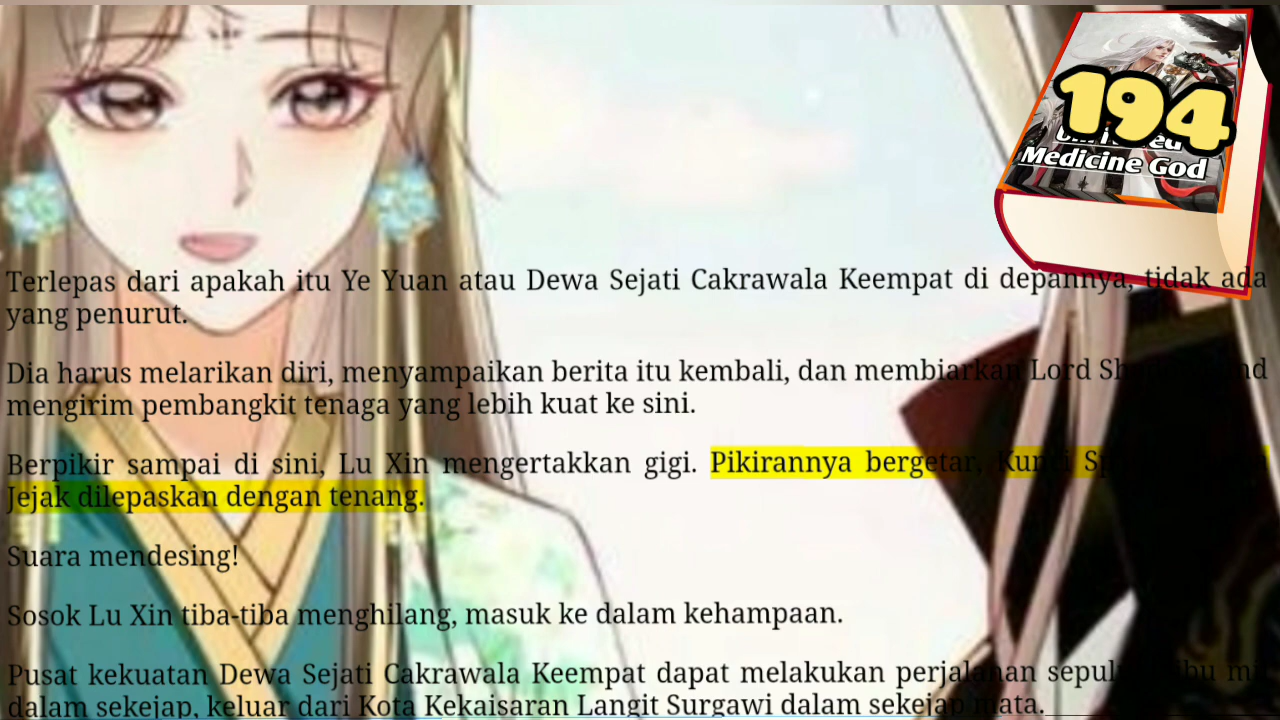 194
Medicine God
Terlepas dari apakah itu Ye Yuan atau Dewa Sejati Cakrawala Keempat di depannya, tidak ada
yang penurut.
Dia harus melarikan diri, menyampaikan berita itu kembali, dan membiarkan Lord
mengirim pembangkit tenaga yang lebih kuat ke sini.
Berpikir sampai di sini, Lu Xin mengertakkan gigi. Pikirannya bergetar, Kunci
Jejak dilepaskan dengan tenang.
Suara mendesing!
Sosok Lu Xin tiba-tiba menghilang, masuk ke dalam kehampaan.
Pusat kekuatan Dewa Sejati Cakrawala Keempat dapat melakukan perjalanan
dalam sekejap, keluar dari Kota Kekaisaran Langit Surgawi dalam sekejap mata.